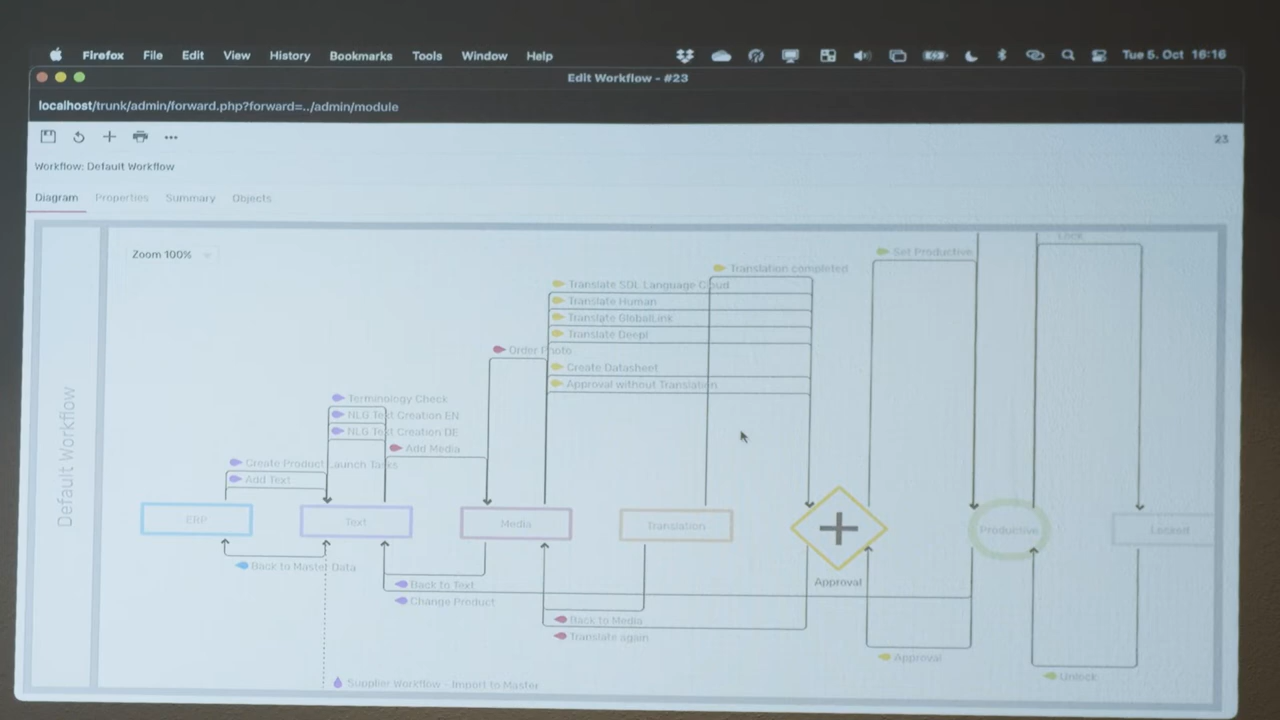 Firefox File Edit View History Bookmarks Tools Window Help Tue 5. Oct 16:16
Edit Workflow - #23
localhost/trunk/admin/forward.php?forward=../admin/module
23
Workflow: Default Workflow
Diagram Properties Summary Objects
Default Workflow
Zoom 100%
Lock
Set Productive
Translation completed
Translate SDL Language Cloud
Translate Human
Translate GlobalLink
Translate Deepl
Order Photo
Create Datasheet
Approval without Translation
Terminology Check
NLG Text Creation EN
NLG Text Creation DE
Add Media
Create Product Launch Tasks
Add Text
ERP
Text
Media
Translation
Productive
Locked
Back to Master Data
Approval
Back to Text
Change Product
Back to Media
Translate again
Approval
Unlock
Supplier Workflow - Import to Master